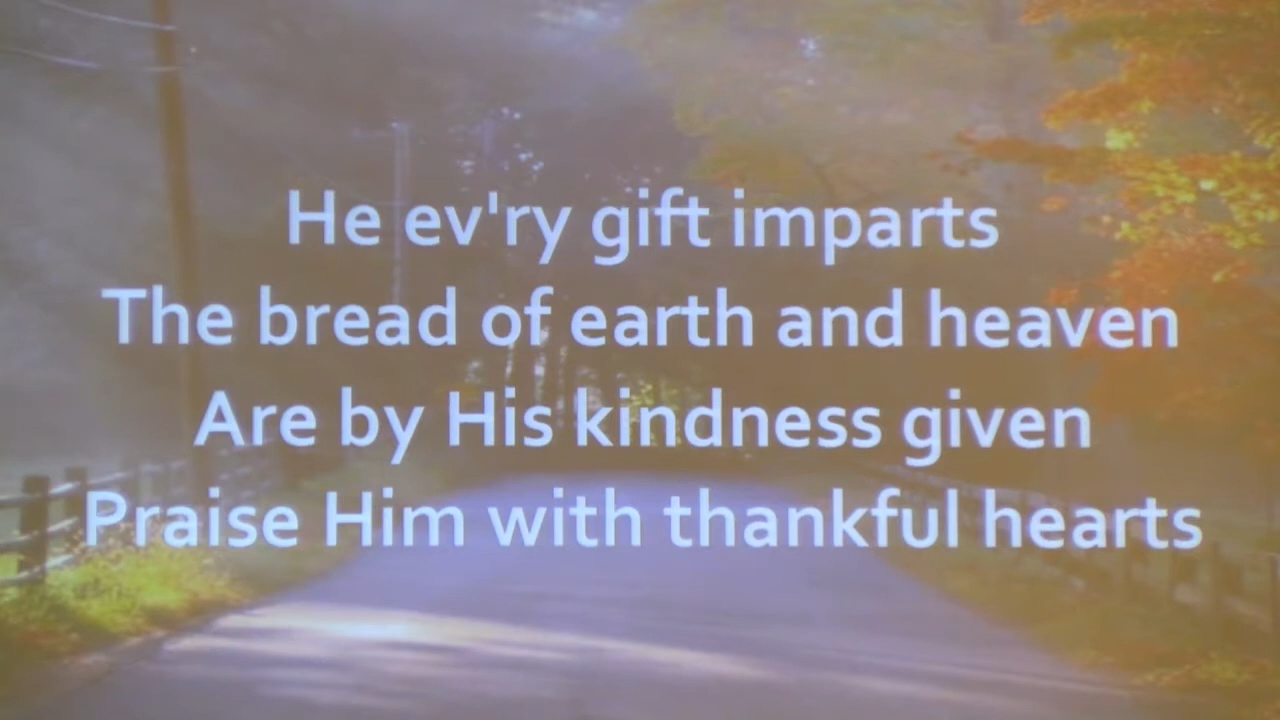 He ev'ry gift imparts
The bread of earth and heaven
Are by His kindness given
Praise Him with thankful hearts